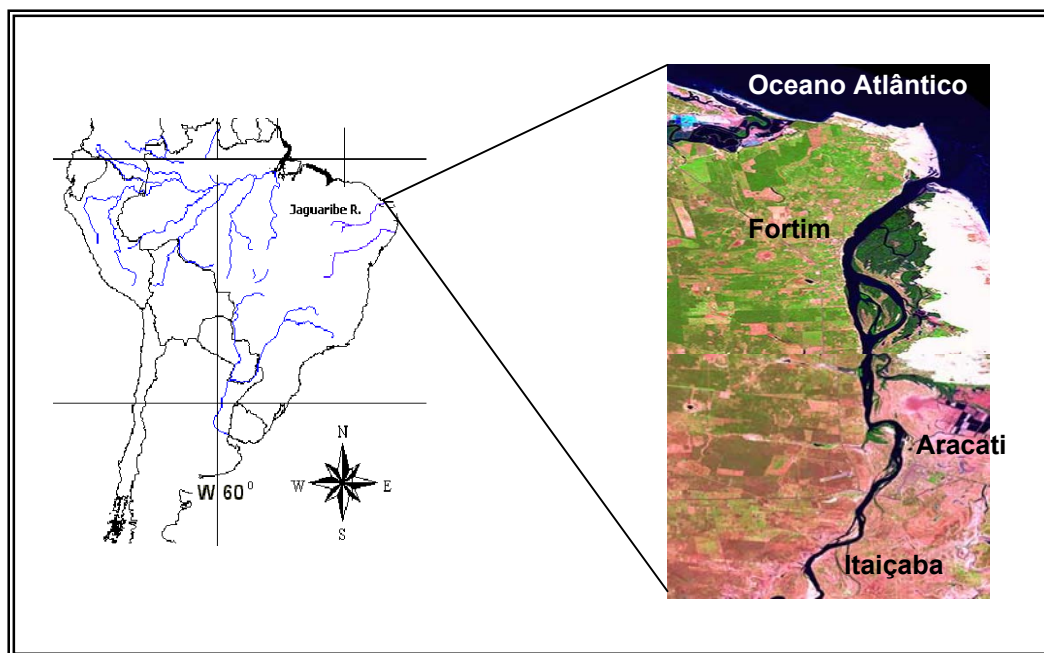 Jaguaribe R.
W 60°
N
W
E
S
Oceano Atlântico
Fortim
Aracati
Itaiçaba